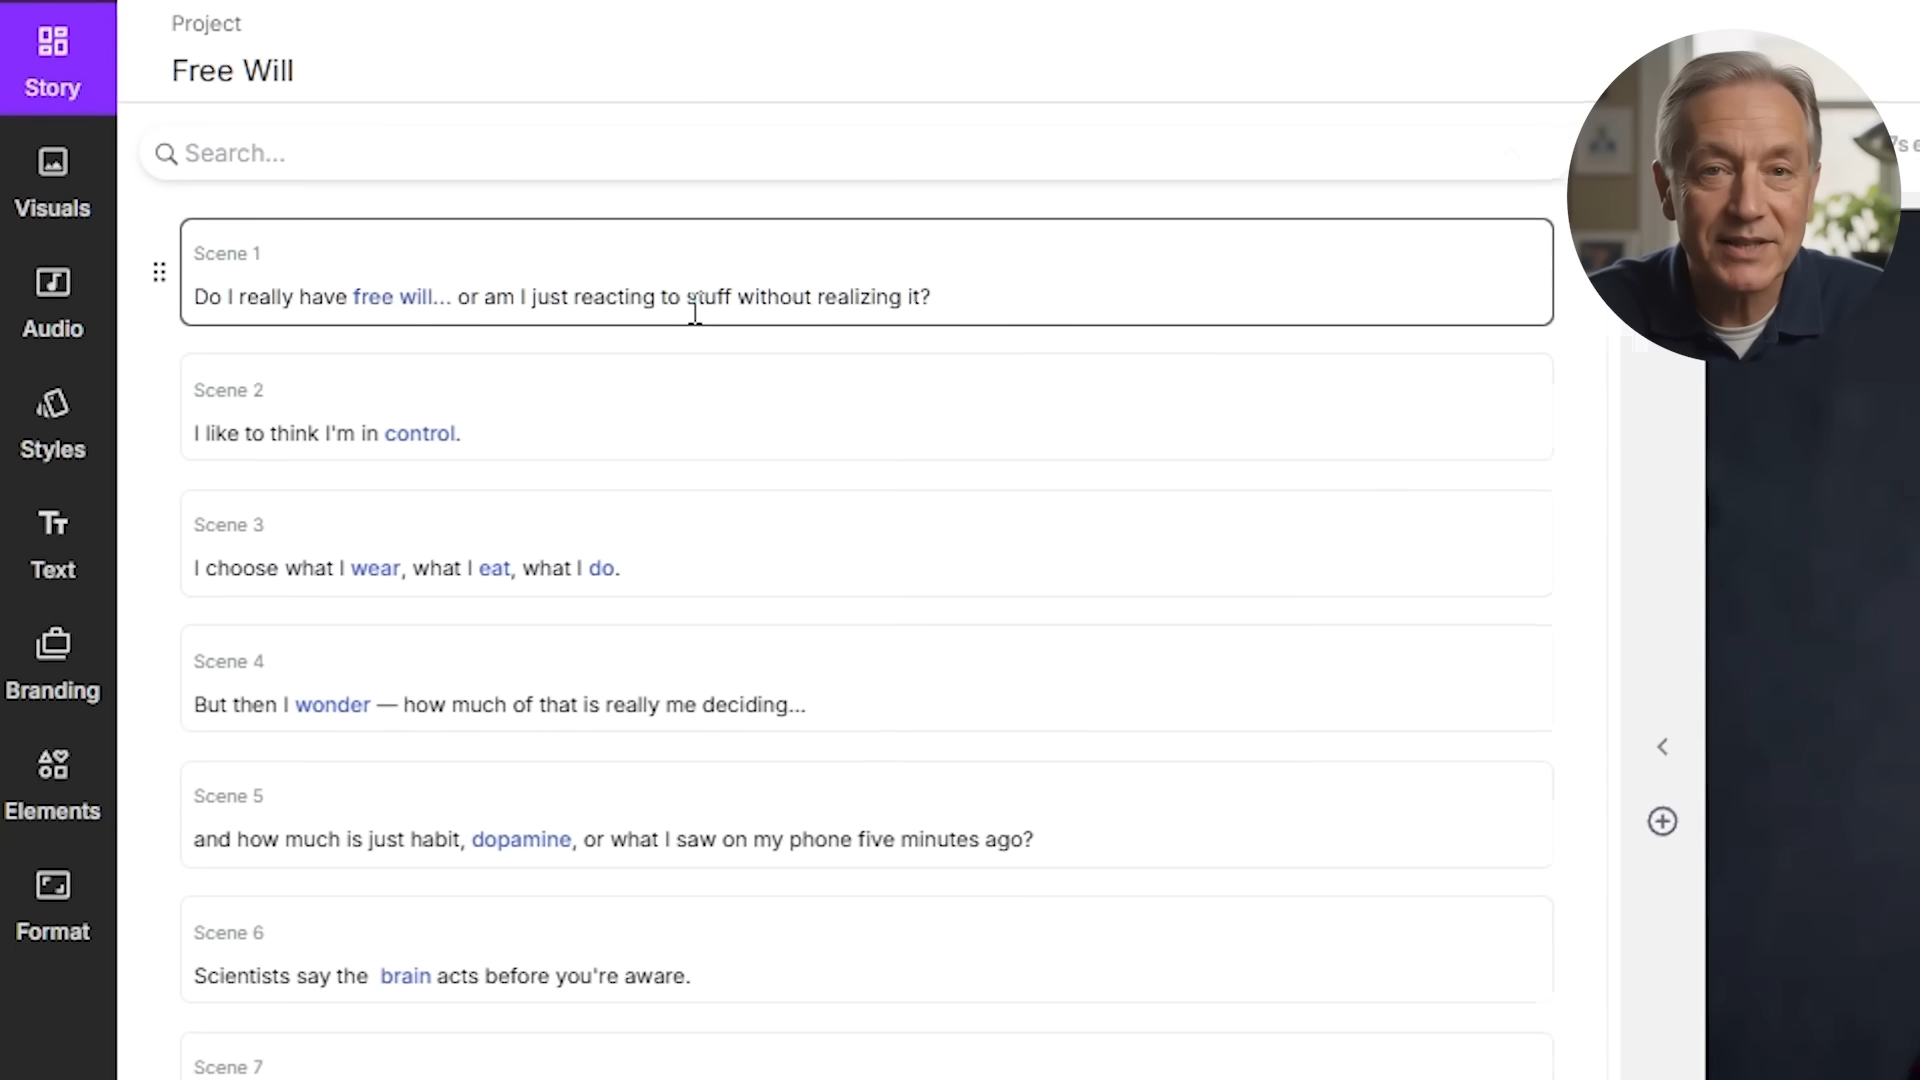 Project
Free Will
Search...
Story
Visuals
Audio
Styles
Text
Branding
Elements
Format
Scene 1
Do I really have free will... or am I just reacting to stuff without realizing it?
Scene 2
I like to think I'm in control.
Scene 3
I choose what I wear, what I eat, what I do.
Scene 4
But then I wonder — how much of that is really me deciding...
Scene 5
and how much is just habit, dopamine, or what I saw on my phone five minutes ago?
Scene 6
Scientists say the  brain acts before you're aware.
Scene 7